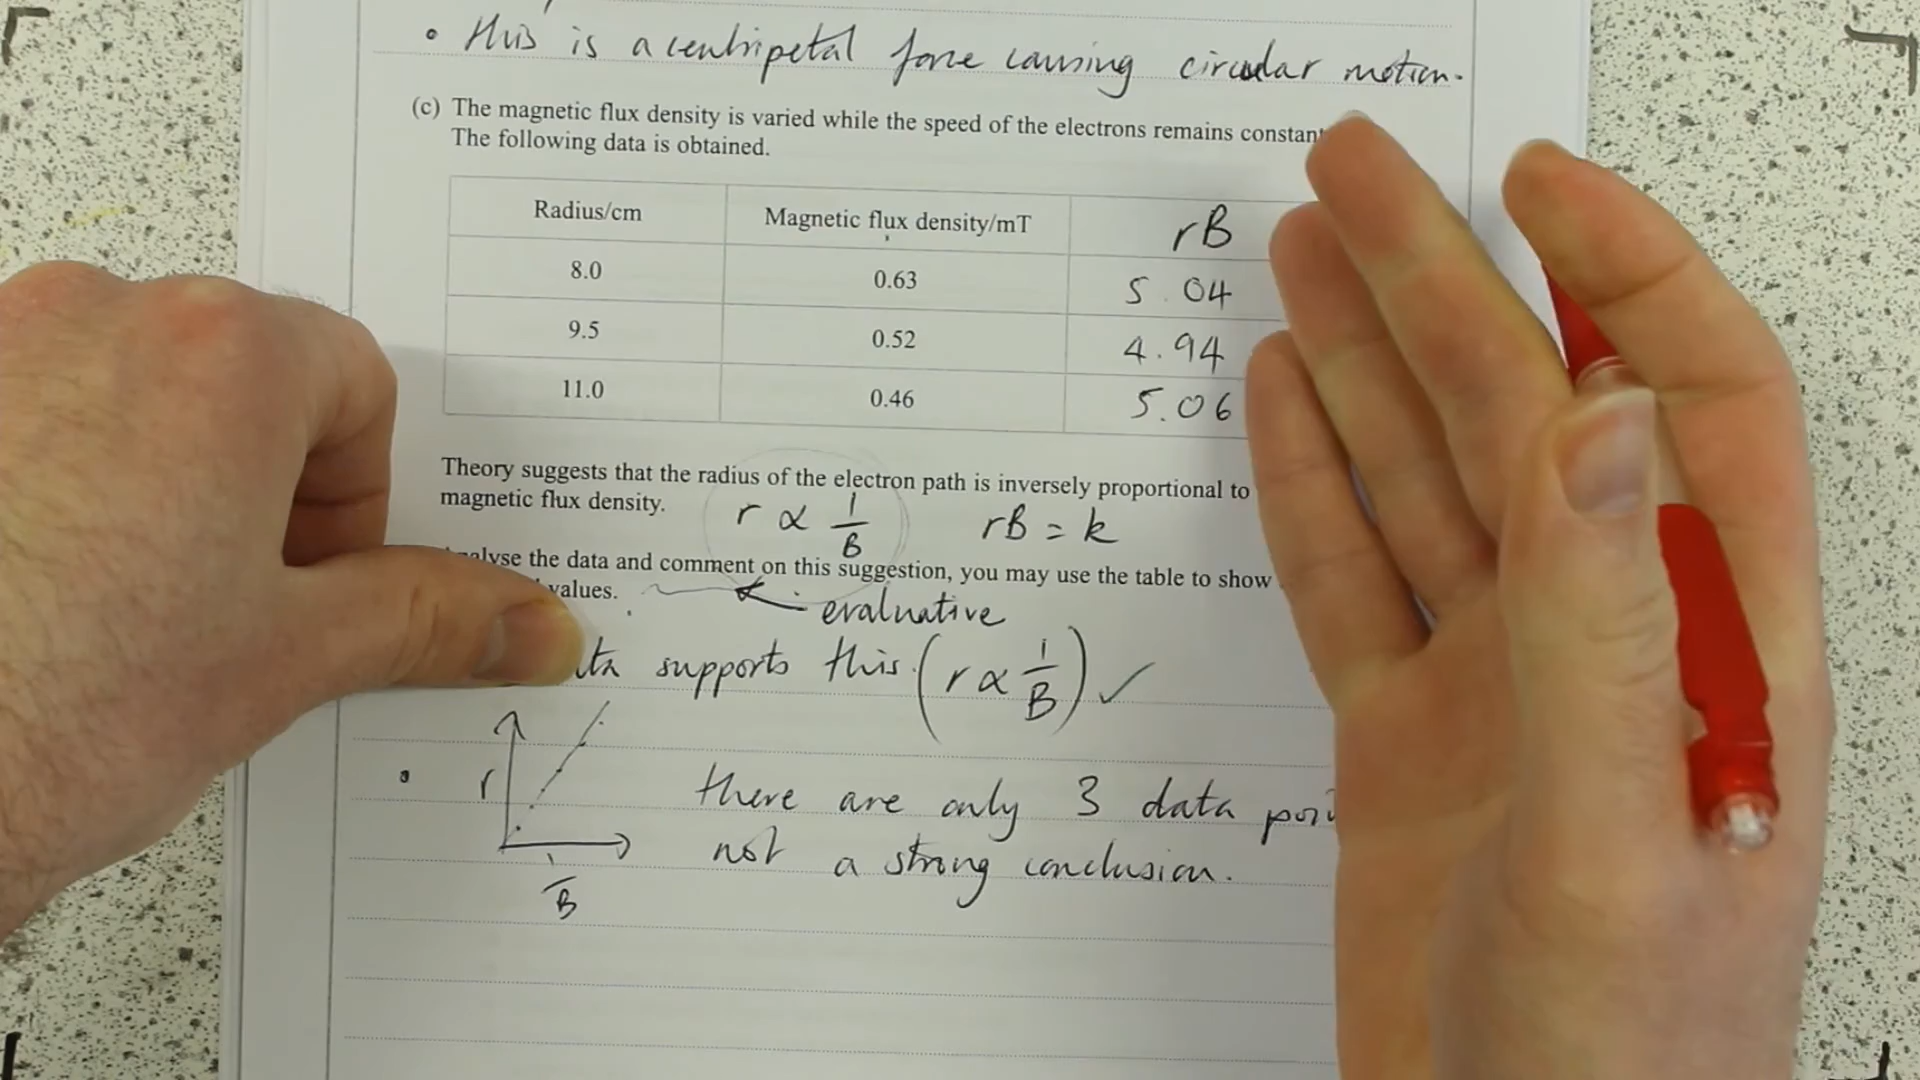 • this is a centripetal force causing circular motion.
(c) The magnetic flux density is varied while the speed of the electrons remains constant
The following data is obtained.
Radius/cm Magnetic flux density/mT rB
8.0 0.63 5.04
9.5 0.52 4.94
11.0 0.46 5.06
Theory suggests that the radius of the electron path is inversely proportional to
magnetic flux density. r ∝ 1/B rB = k
the data and comment on this suggestion, you may use the table to show
values.
evaluative
supports this (r ∝ 1/B) ✓
• r there are only 3 data
not a strong conclusion.
1/B